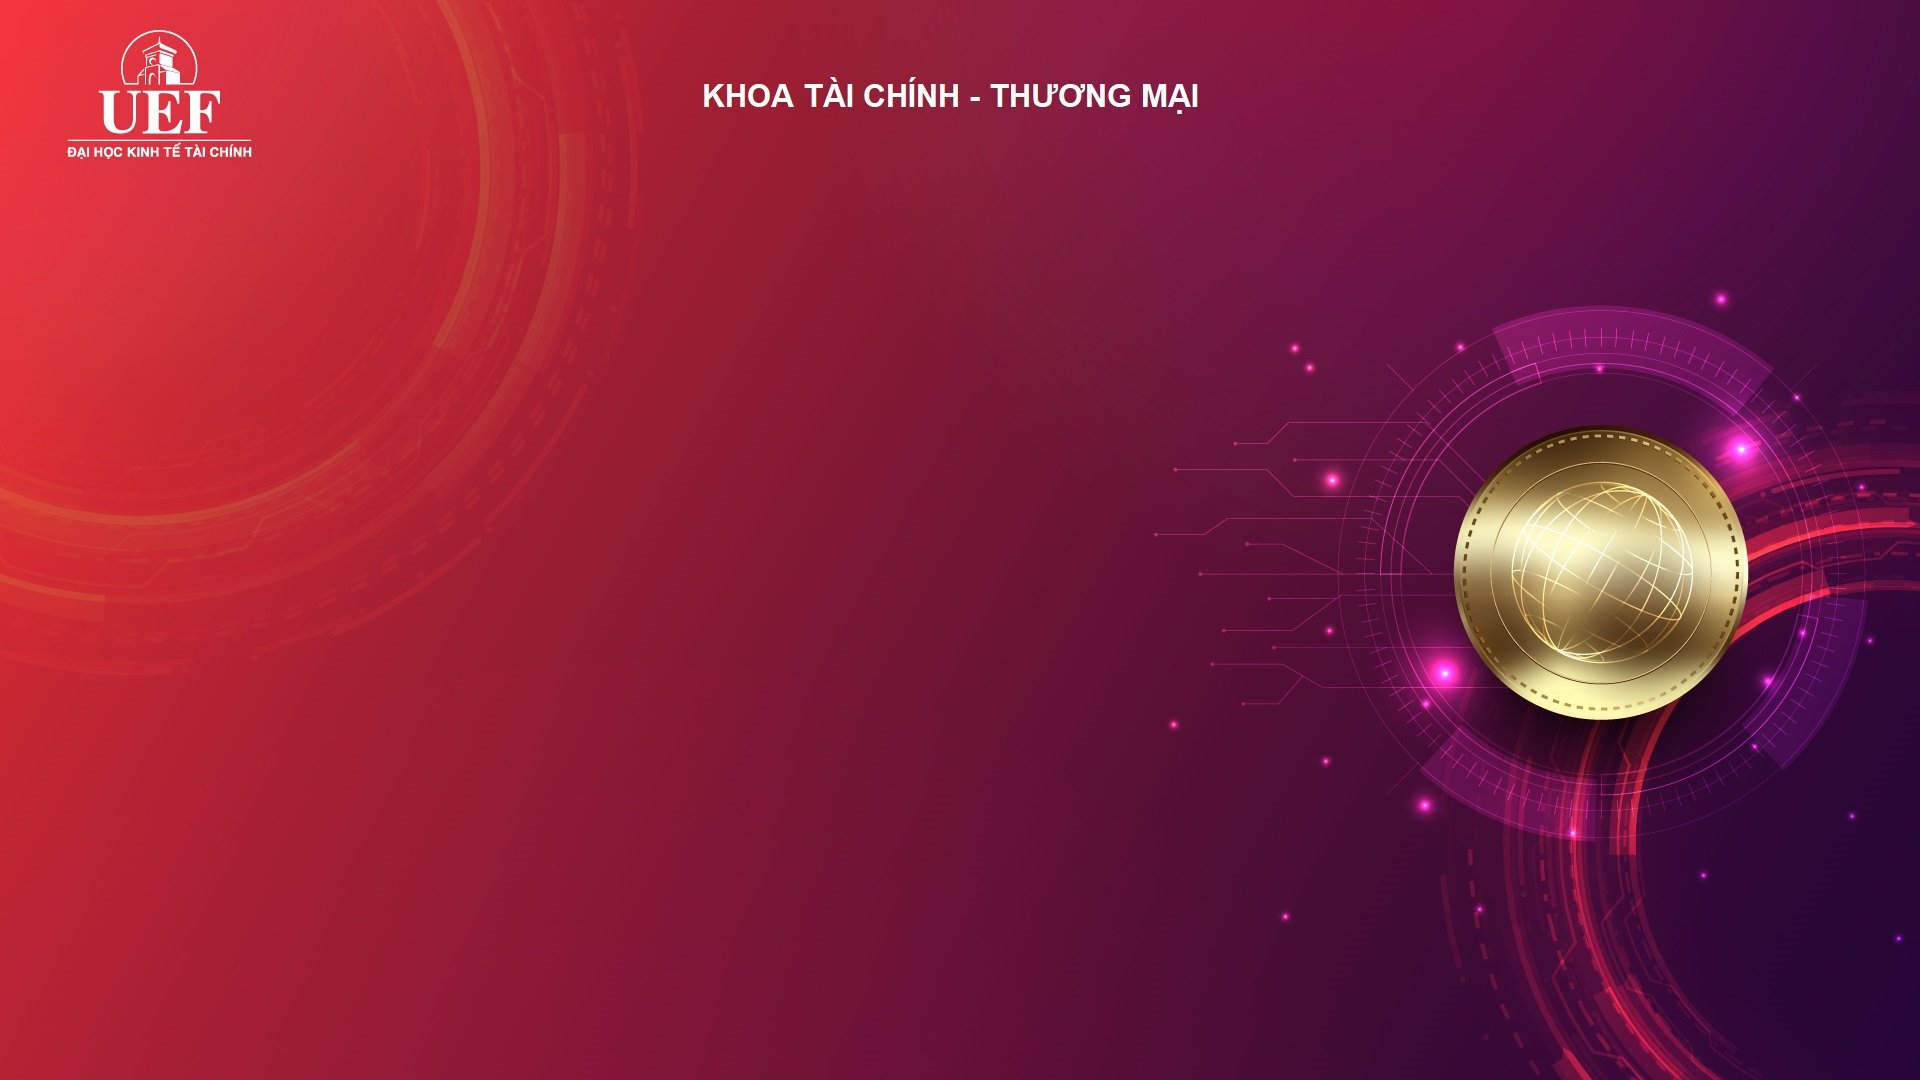 UEF
ĐẠI HỌC KINH TẾ TÀI CHÍNH
KHOA TÀI CHÍNH - THƯƠNG MẠI